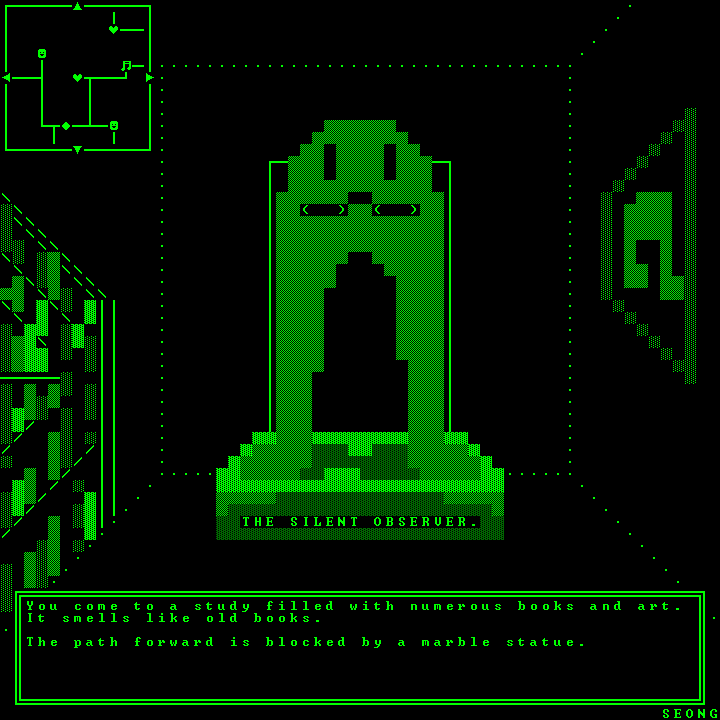 THE SILENT OBSERVER.
You come to a study filled with numerous books and art.
It smells like old books.
The path forward is blocked by a marble statue.
SEONG